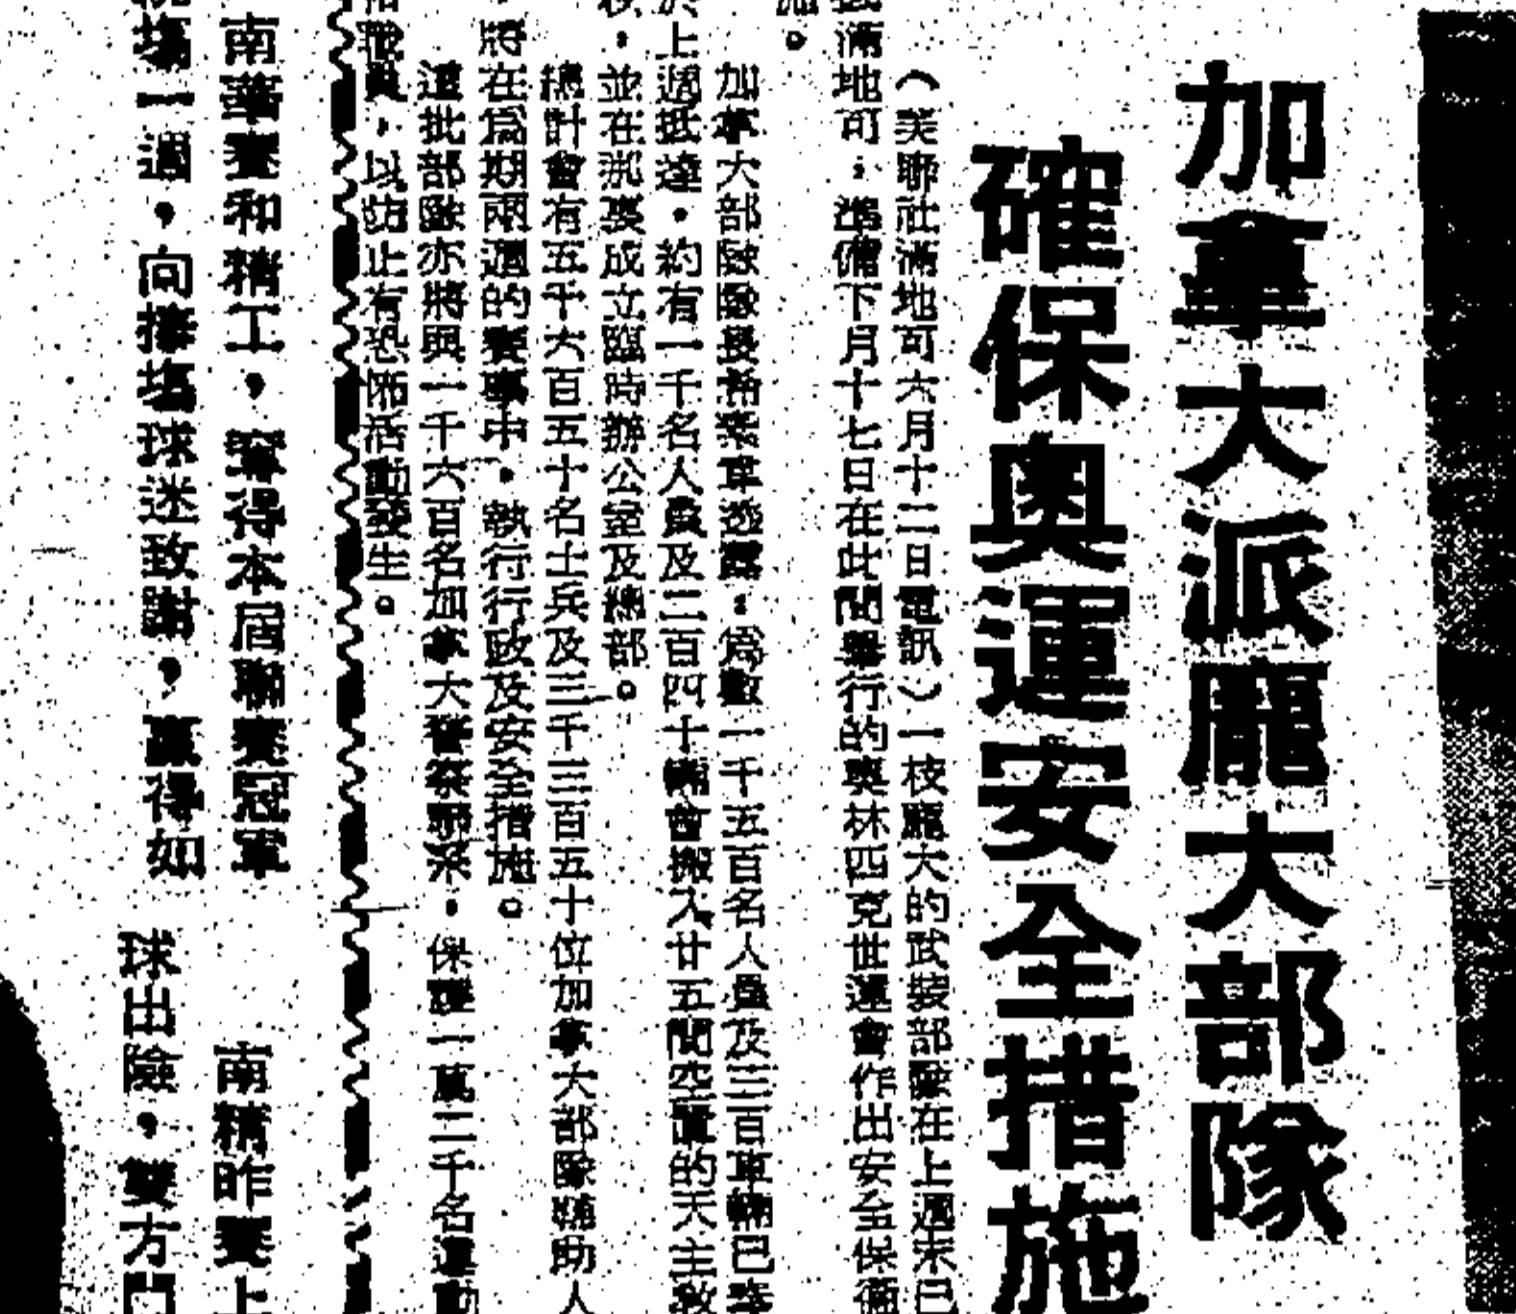 加拿大派龐大部隊
確保奧運安全措施
（美聯社滿地可六月十二日電訊）一枝龐大的武裝部隊在上週末已
抵滿地可，準備下月十七日在此間舉行的奧林匹克世運會作出安全保衛
施。
加拿大部隊隊長希素韋透露，為數一千五百名人員及三百車輛已在
於上週抵達，約有一千名人員及二百四十輛會搬入廿五間空置的天主教
校，並在那裏成立臨時辦公室及總部。
總計會有五千六百五十名士兵及三千三百五十位加拿大部隊輔助人
，將在為期兩週的賽事中，執行行政及安全措施。
這批部隊亦將與一千六百名加拿大警察聯系，保護一萬二千名運動
職員，以防止有恐怖活動發生。
南華賽和精工，奪得本屆聯賽冠軍
塲一週，向捧塲球迷致謝，贏得如
南精昨賽上
球出險，雙方門